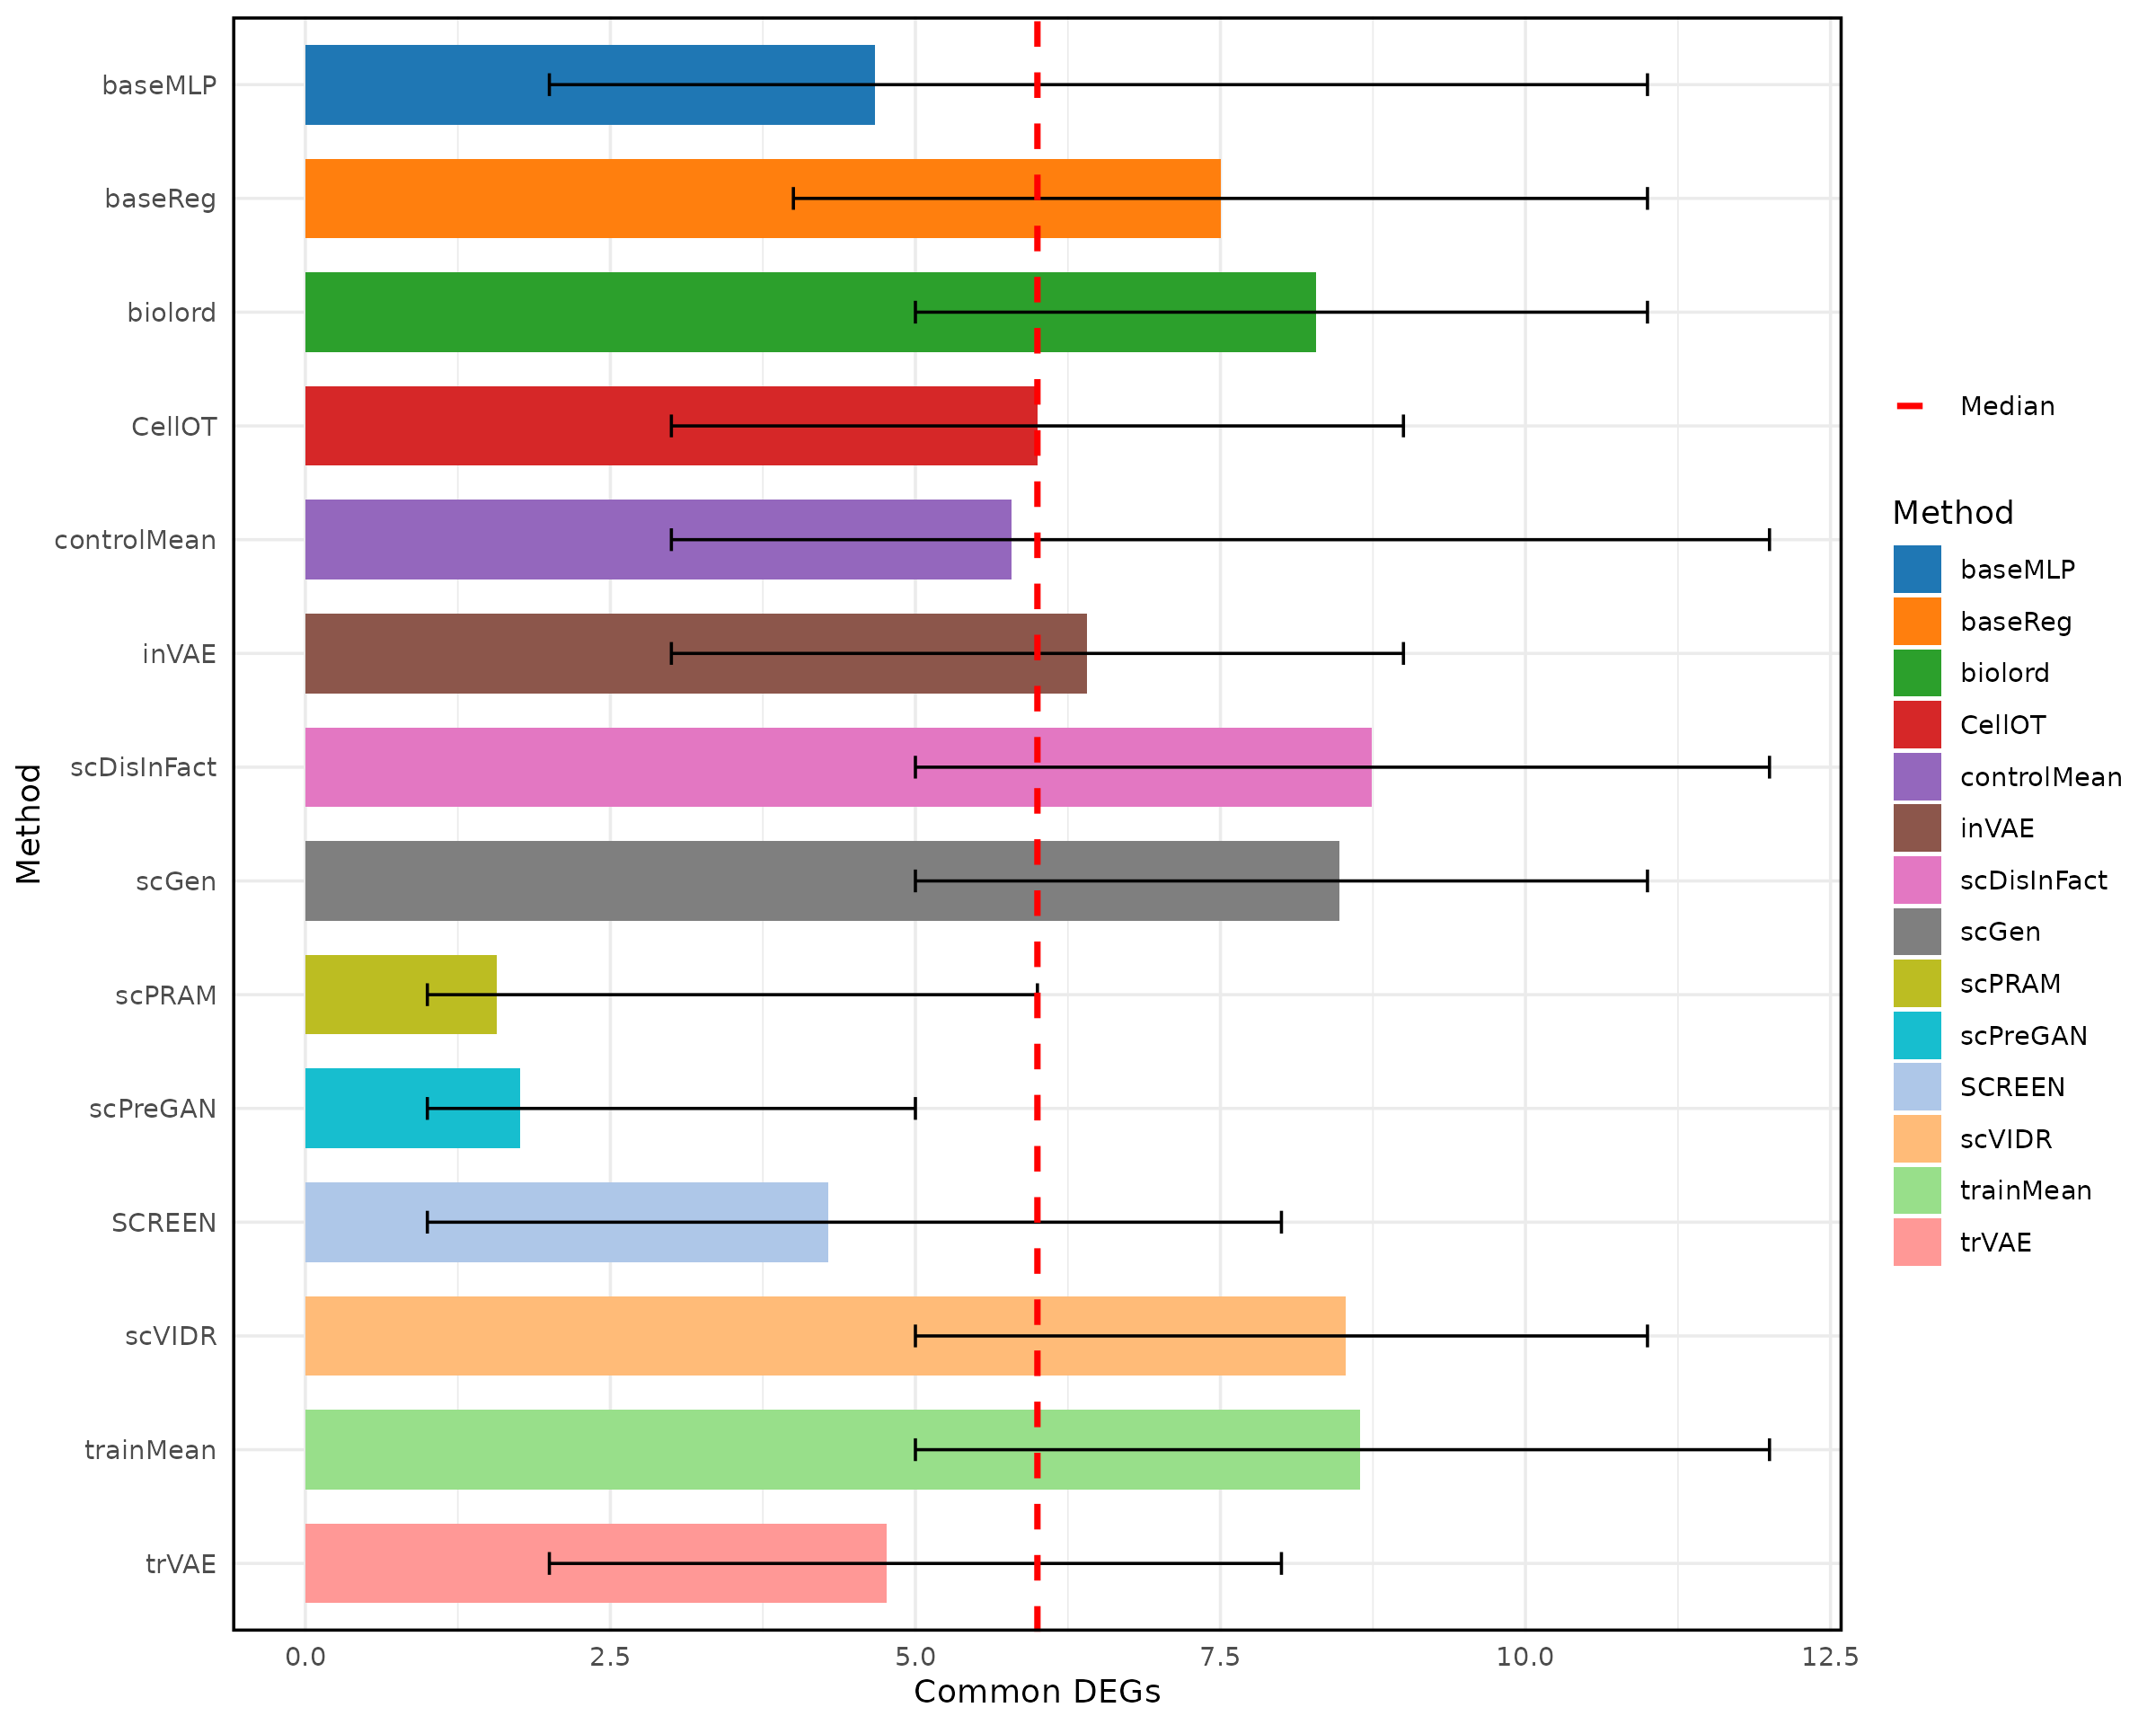 Method
baseMLP
baseReg
biolord
CellOT
controlMean
inVAE
scDisInFact
scGen
scPRAM
scPreGAN
SCREEN
scVIDR
trainMean
trVAE
0.0 2.5 5.0 7.5 10.0 12.5
Common DEGs
Median
Method
baseMLP
baseReg
biolord
CellOT
controlMean
inVAE
scDisInFact
scGen
scPRAM
scPreGAN
SCREEN
scVIDR
trainMean
trVAE